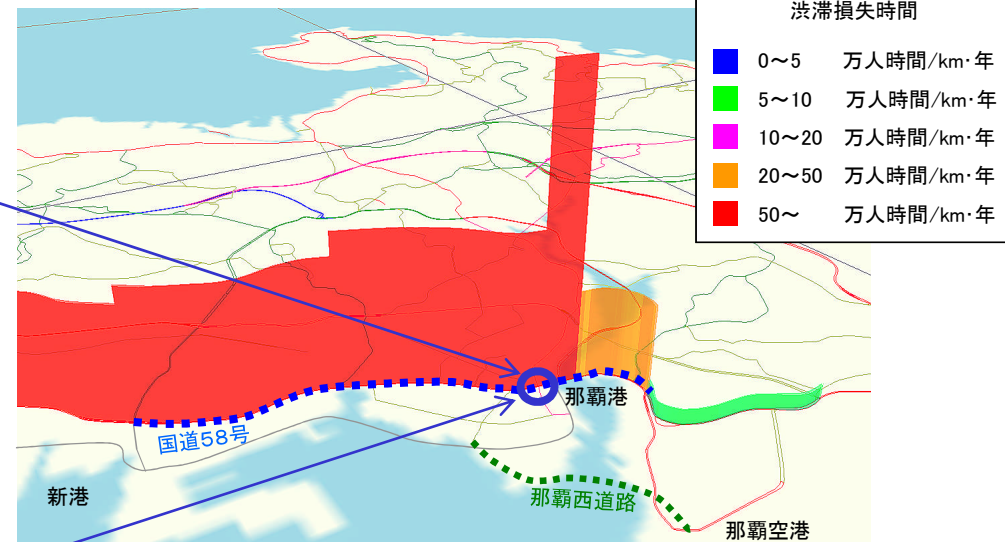 渋滞損失時間
0～5 万人時間/km・年
5～10 万人時間/km・年
10～20 万人時間/km・年
20～50 万人時間/km・年
50～ 万人時間/km・年
那覇港
国道58号
新港
那覇西道路
那覇空港